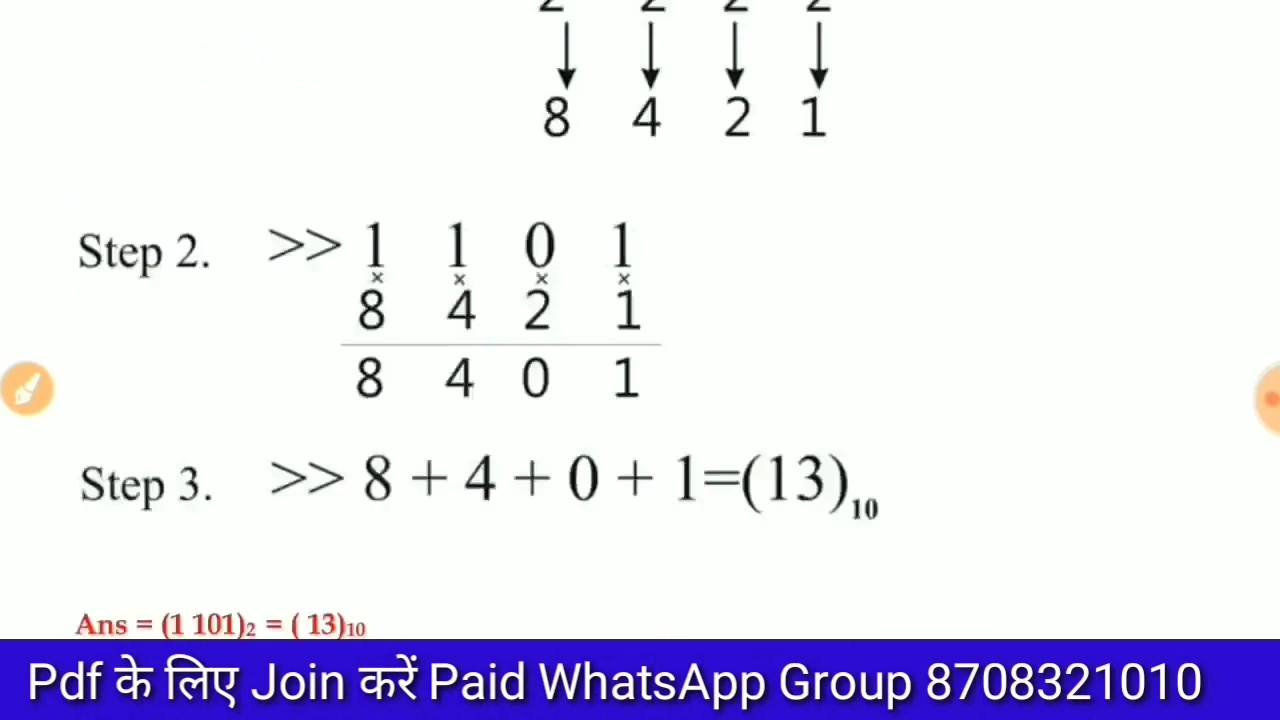 8 4 2 1
Step 2. >> 1 1 0 1
× × × ×
8 4 2 1
8 4 0 1
Step 3. >> 8 + 4 + 0 + 1=(13)10
Ans = (1 101)2 = ( 13)10
Pdf के लिए Join करें Paid WhatsApp Group 8708321010